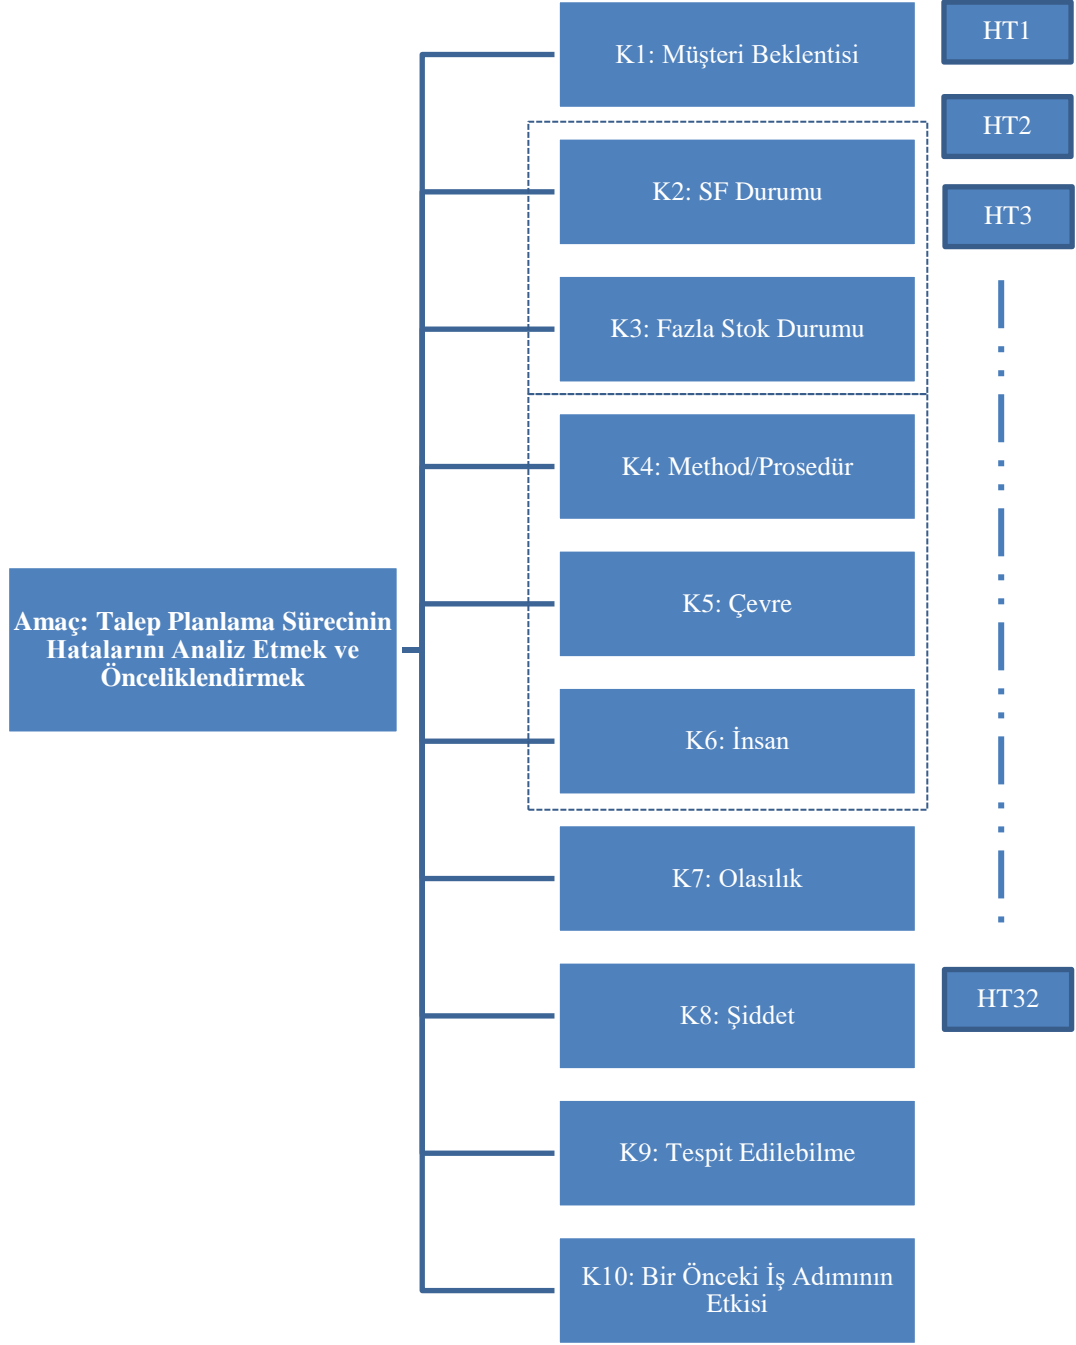 Amaç: Talep Planlama Sürecinin
Hatalarını Analiz Etmek ve
Önceliklendirmek
K1: Müşteri Beklentisi
K2: SF Durumu
K3: Fazla Stok Durumu
K4: Method/Prosedür
K5: Çevre
K6: İnsan
K7: Olasılık
K8: Şiddet
K9: Tespit Edilebilme
K10: Bir Önceki İş Adımının
Etkisi
HT1
HT2
HT3
HT32